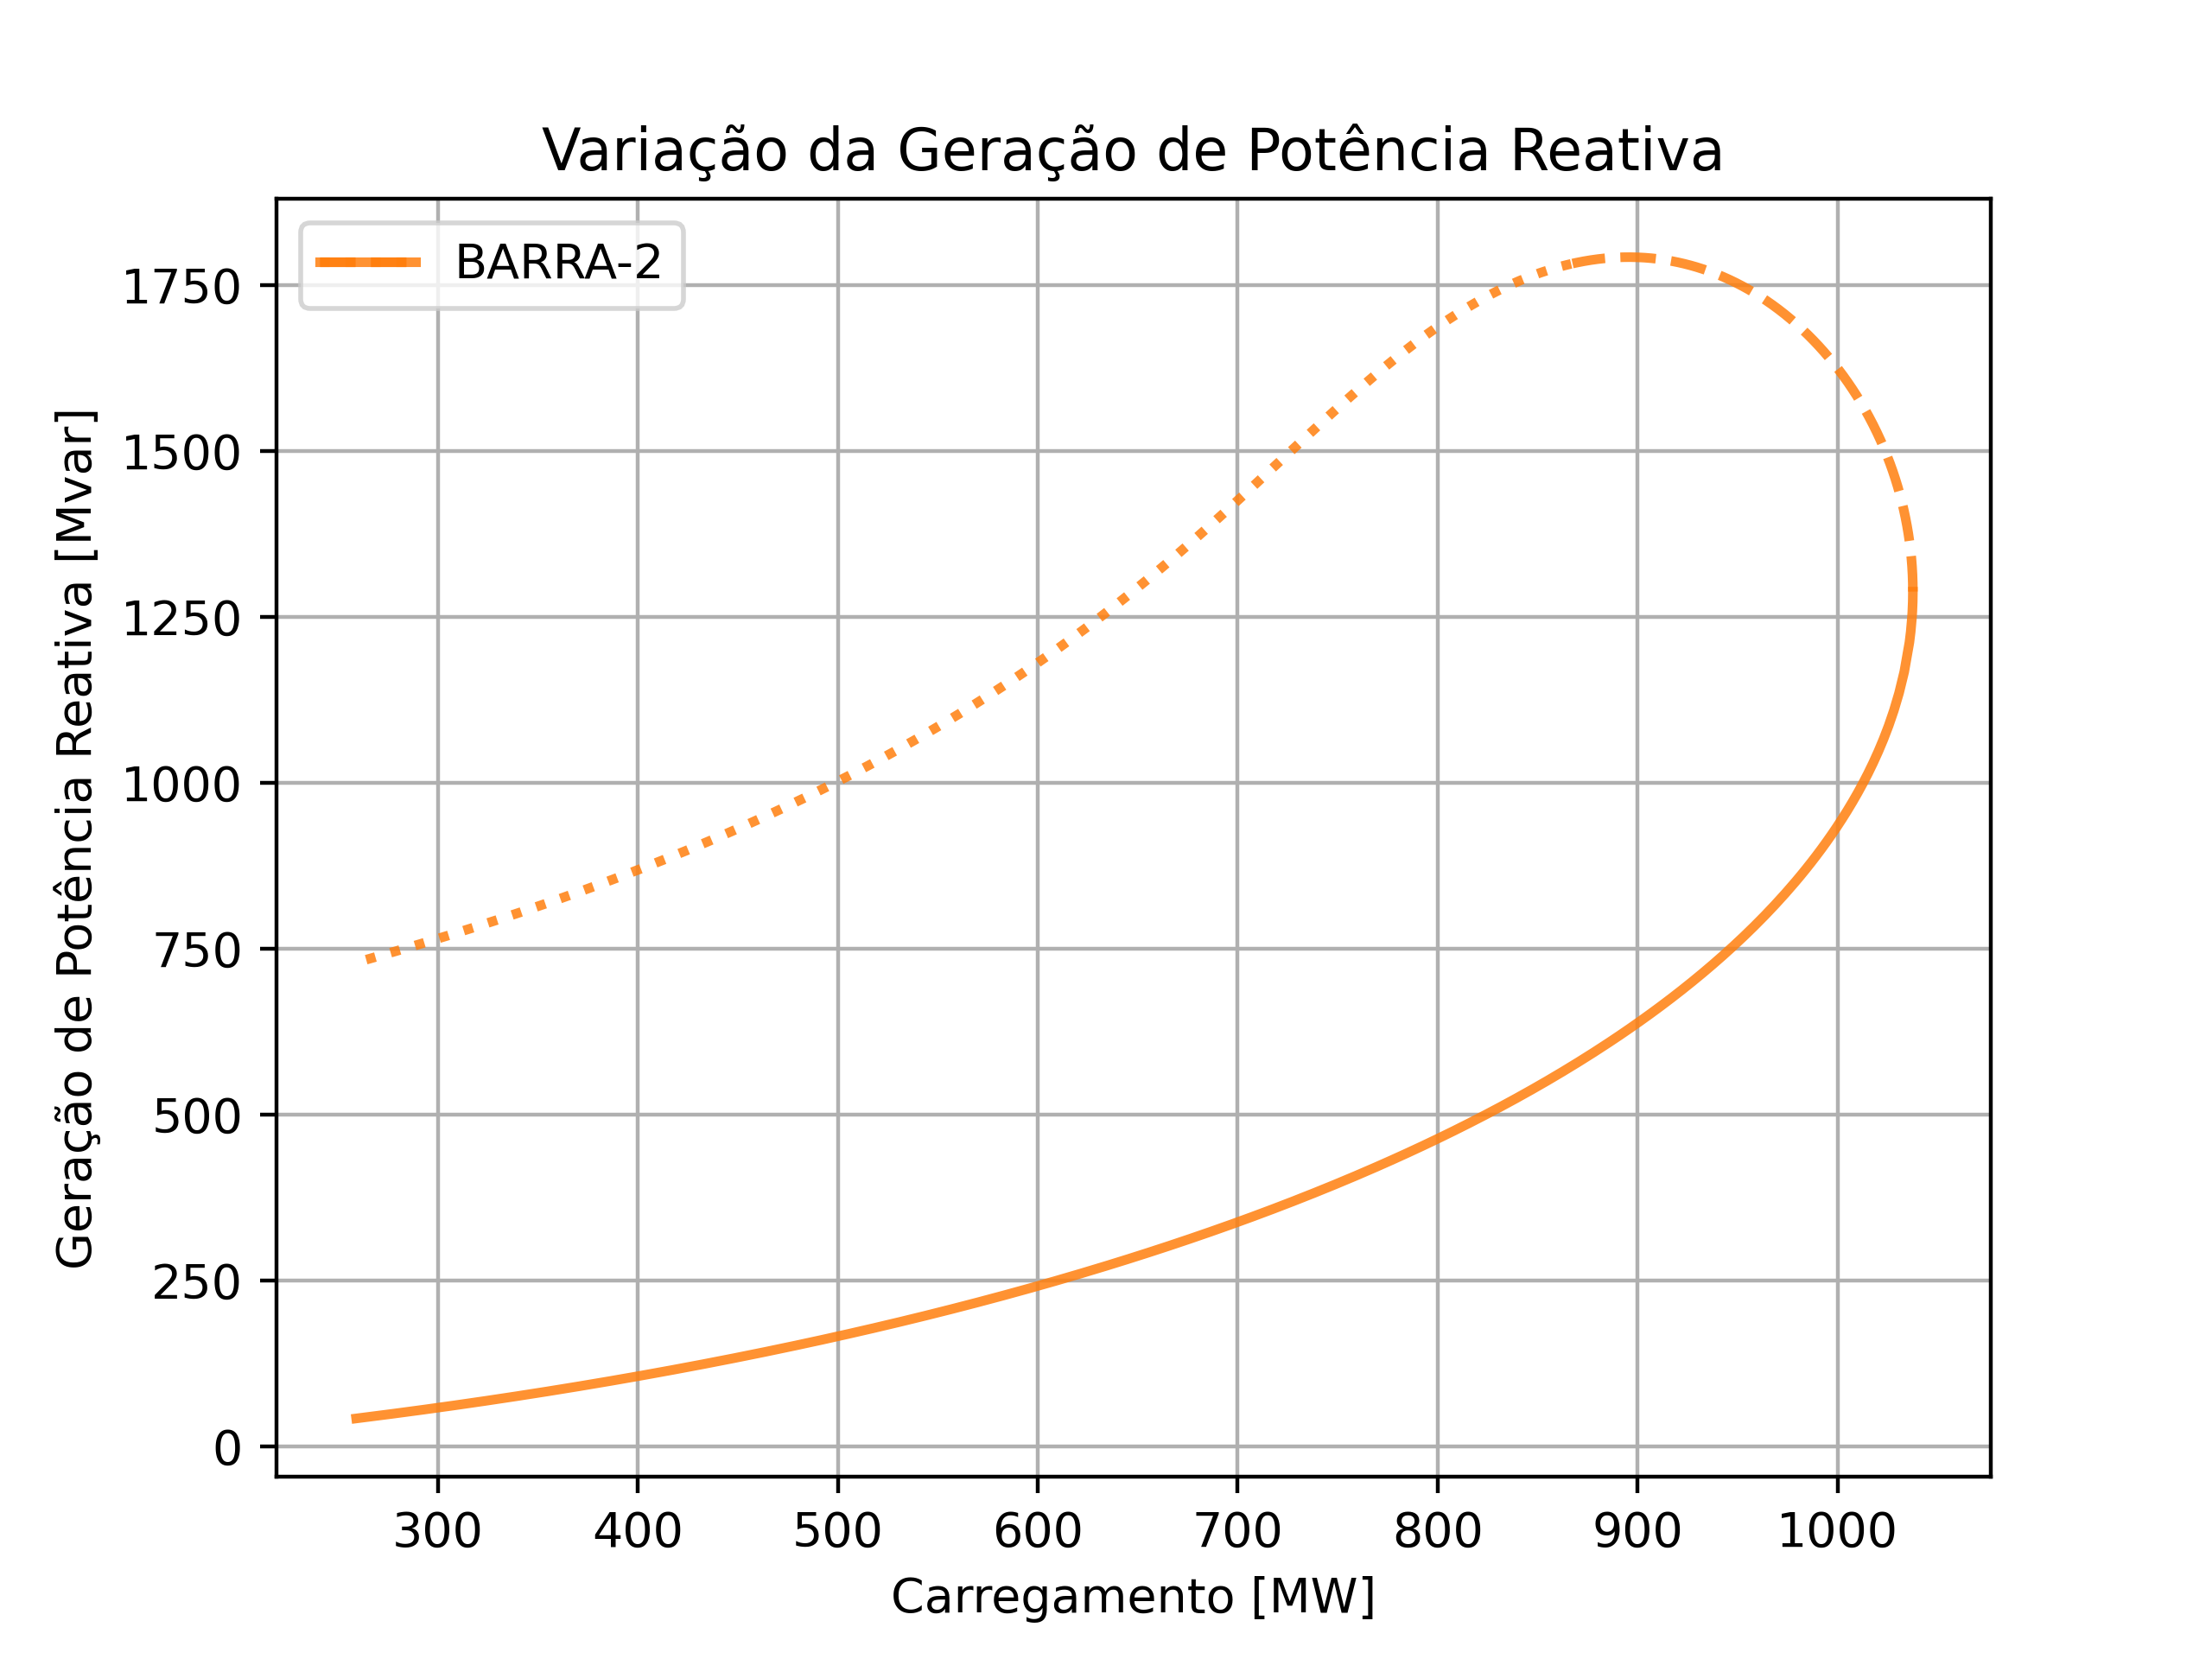 Variação da Geração de Potência Reativa
BARRA-2
Geração de Potência Reativa [Mvar]
1750
1500
1250
1000
750
500
250
0
300 400 500 600 700 800 900 1000
Carregamento [MW]